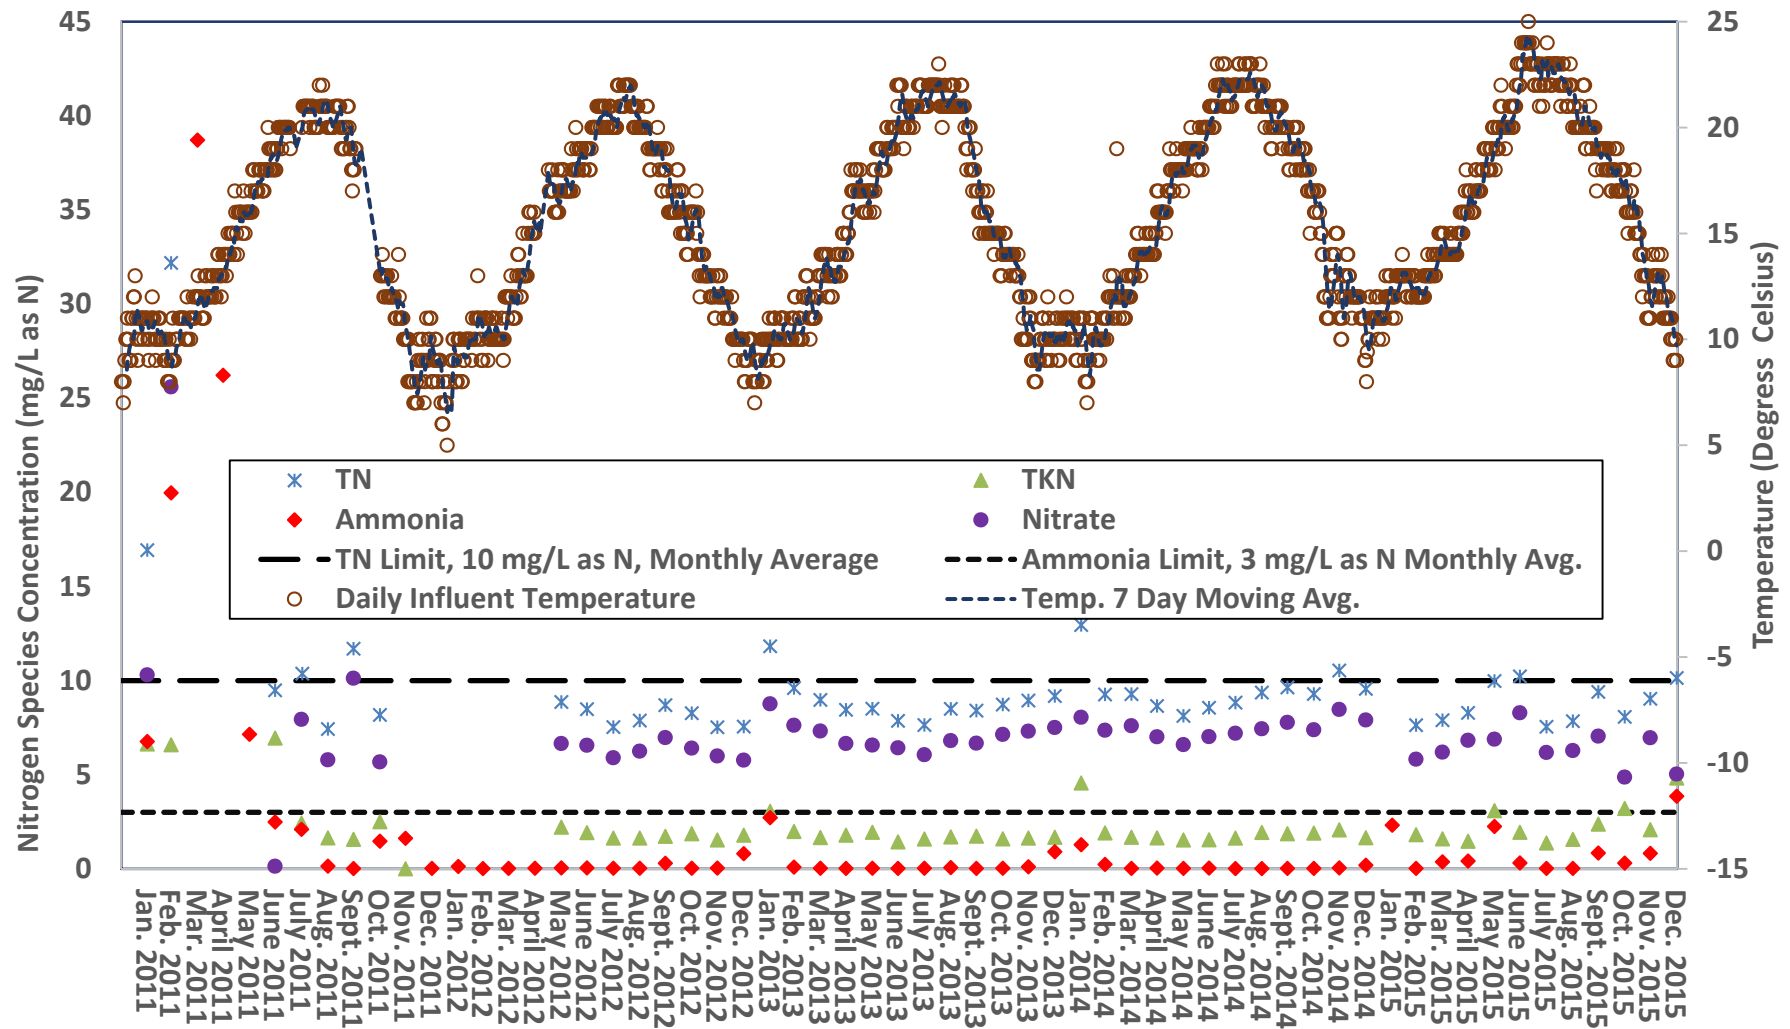 45
40
35
30
25
20
15
10
5
0
Nitrogen Species Concentration (mg/L as N)
25
20
15
10
5
0
-5
-10
-15
Temperature (Degress Celsius)
TN
TKN
Ammonia
Nitrate
TN Limit, 10 mg/L as N, Monthly Average
Ammonia Limit, 3 mg/L as N Monthly Avg.
Daily Influent Temperature
Temp. 7 Day Moving Avg.
Jan. 2011
Feb. 2011
Mar. 2011
April 2011
May 2011
June 2011
July 2011
Aug. 2011
Sept. 2011
Oct. 2011
Nov. 2011
Dec. 2011
Jan. 2012
Feb. 2012
Mar. 2012
April 2012
May 2012
June 2012
July 2012
Aug. 2012
Sept. 2012
Oct. 2012
Nov. 2012
Dec. 2012
Jan. 2013
Feb. 2013
Mar. 2013
April 2013
May 2013
June 2013
July 2013
Aug. 2013
Sept. 2013
Oct. 2013
Nov. 2013
Dec. 2013
Jan. 2014
Feb. 2014
Mar. 2014
April 2014
May 2014
June 2014
July 2014
Aug. 2014
Sept. 2014
Oct. 2014
Nov. 2014
Dec. 2014
Jan. 2015
Feb. 2015
Mar. 2015
April 2015
May 2015
June 2015
July 2015
Aug. 2015
Sept. 2015
Oct. 2015
Nov. 2015
Dec. 2015